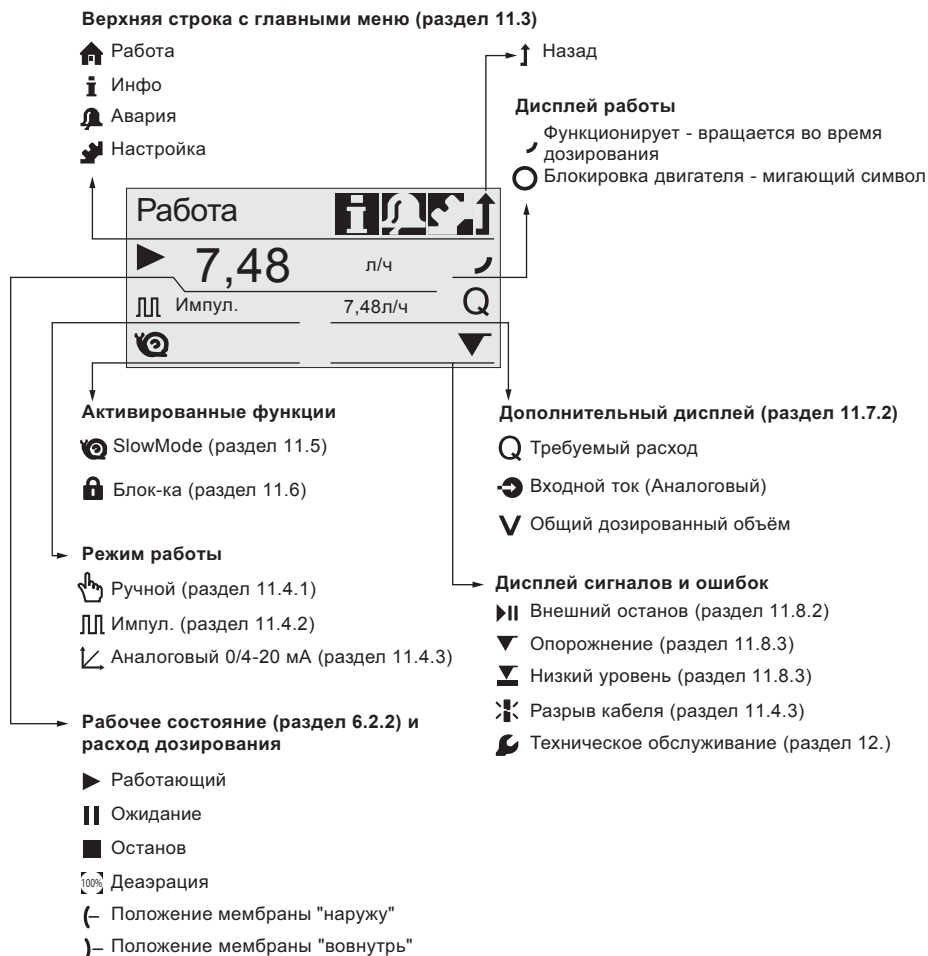 Верхняя строка с главными меню (раздел 11.3)
Работа
Инфо
Авария
Настройка
Назад
Дисплей работы
Функционирует - вращается во время
дозирования
Блокировка двигателя - мигающий символ
Работа
7,48 л/ч
Импул. 7,48л/ч Q
Активированные функции
SlowMode (раздел 11.5)
Блок-ка (раздел 11.6)
Режим работы
Ручной (раздел 11.4.1)
Импул. (раздел 11.4.2)
Аналоговый 0/4-20 мА (раздел 11.4.3)
Рабочее состояние (раздел 6.2.2) и
расход дозирования
Работающий
Ожидание
Останов
100% Деаэрация
Положение мембраны "наружу"
Положение мембраны "вовнутрь"
Дополнительный дисплей (раздел 11.7.2)
Q Требуемый расход
Входной ток (Аналоговый)
V Общий дозированный объём
Дисплей сигналов и ошибок
Внешний останов (раздел 11.8.2)
Опорожнение (раздел 11.8.3)
Низкий уровень (раздел 11.8.3)
Разрыв кабеля (раздел 11.4.3)
Техническое обслуживание (раздел 12.)